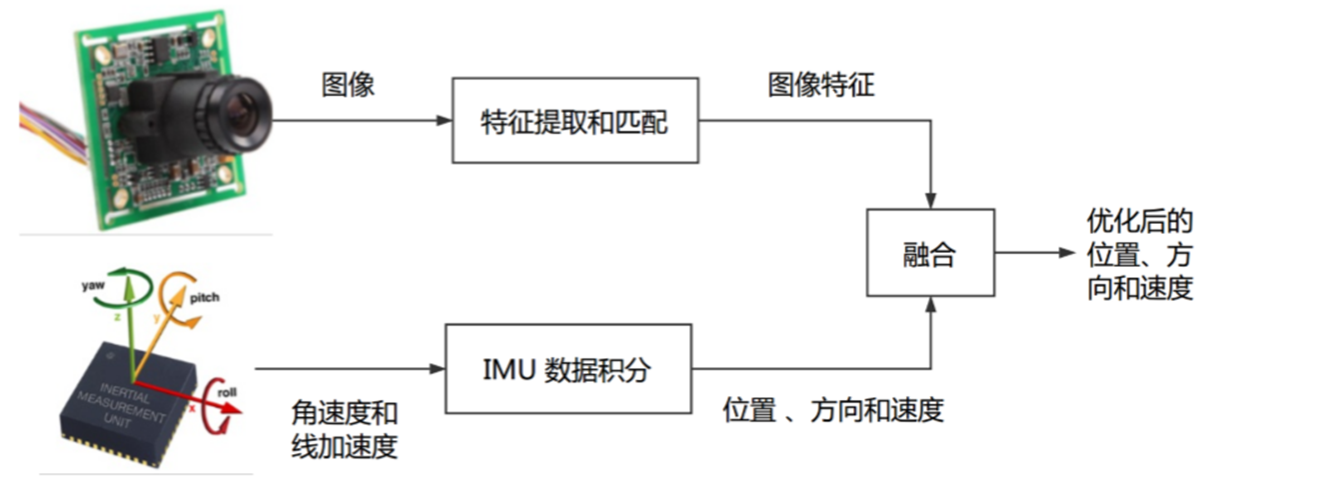 图像
特征提取和匹配
图像特征
融合
优化后的
位置、方
向和速度
yaw
pitch
z
y
x
roll
INERTIAL
MEASUREMENT
UNIT
角速度和
线加速度
IMU 数据积分
位置 、方向和速度